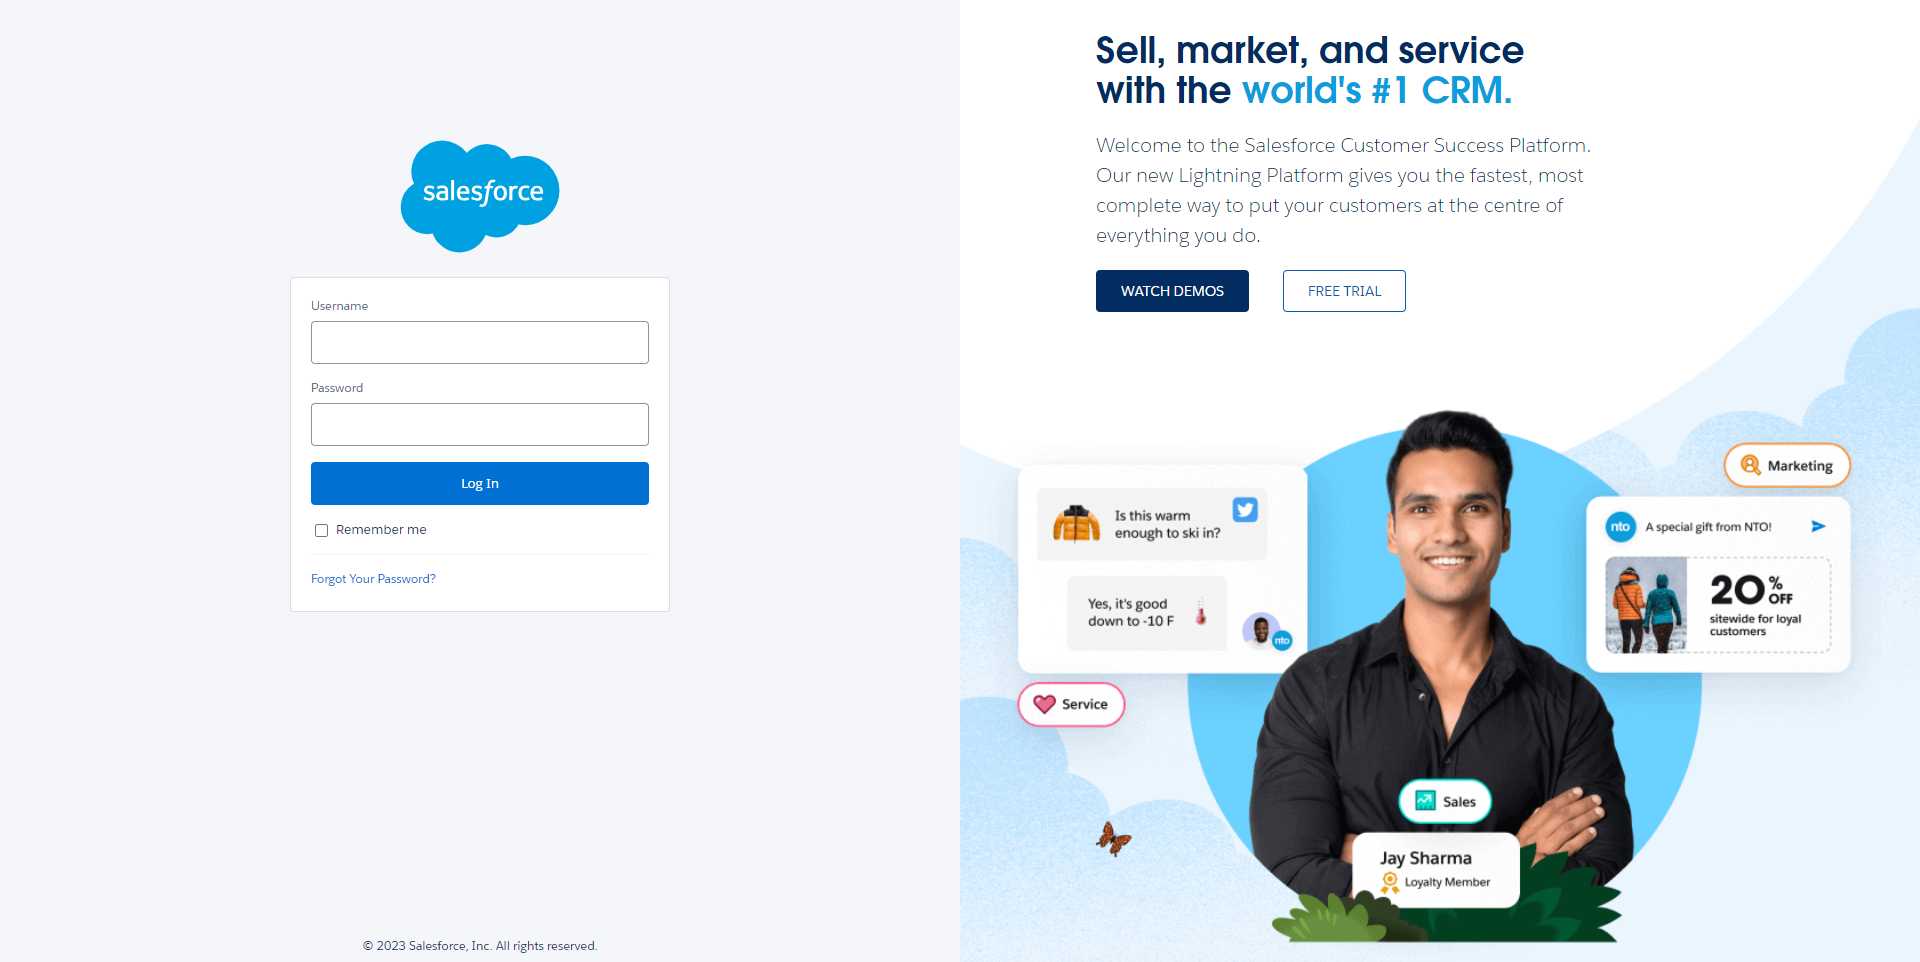 salesforce
Username
Password
Log In
Remember me
Forgot Your Password?
© 2023 Salesforce, Inc. All rights reserved.
Sell, market, and service
with the world's #1 CRM.
Welcome to the Salesforce Customer Success Platform.
Our new Lightning Platform gives you the fastest, most
complete way to put your customers at the centre of
everything you do.
WATCH DEMOS
FREE TRIAL
Is this warm
enough to ski in?
Yes, it's good
down to -10 F
nto
Service
Marketing
nto
A special gift from NTO!
20% OFF
sitewide for loyal
customers
Sales
Jay Sharma
Loyalty Member